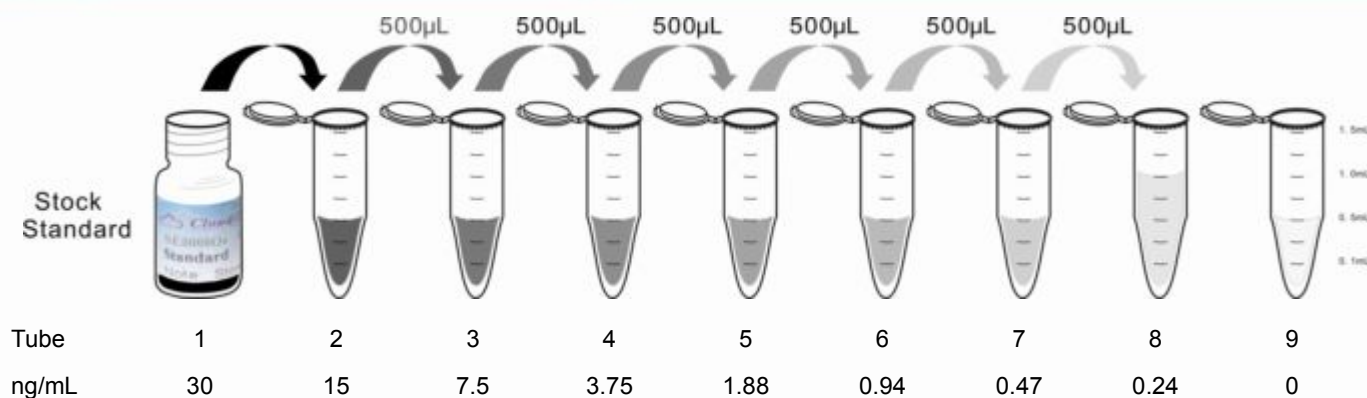 500µL 500µL 500µL 500µL 500µL 500µL
1.5mL
1.0mL
0.5mL
0.1mL
Stock
Standard
Standard
Tube 1 2 3 4 5 6 7 8 9
ng/mL 30 15 7.5 3.75 1.88 0.94 0.47 0.24 0